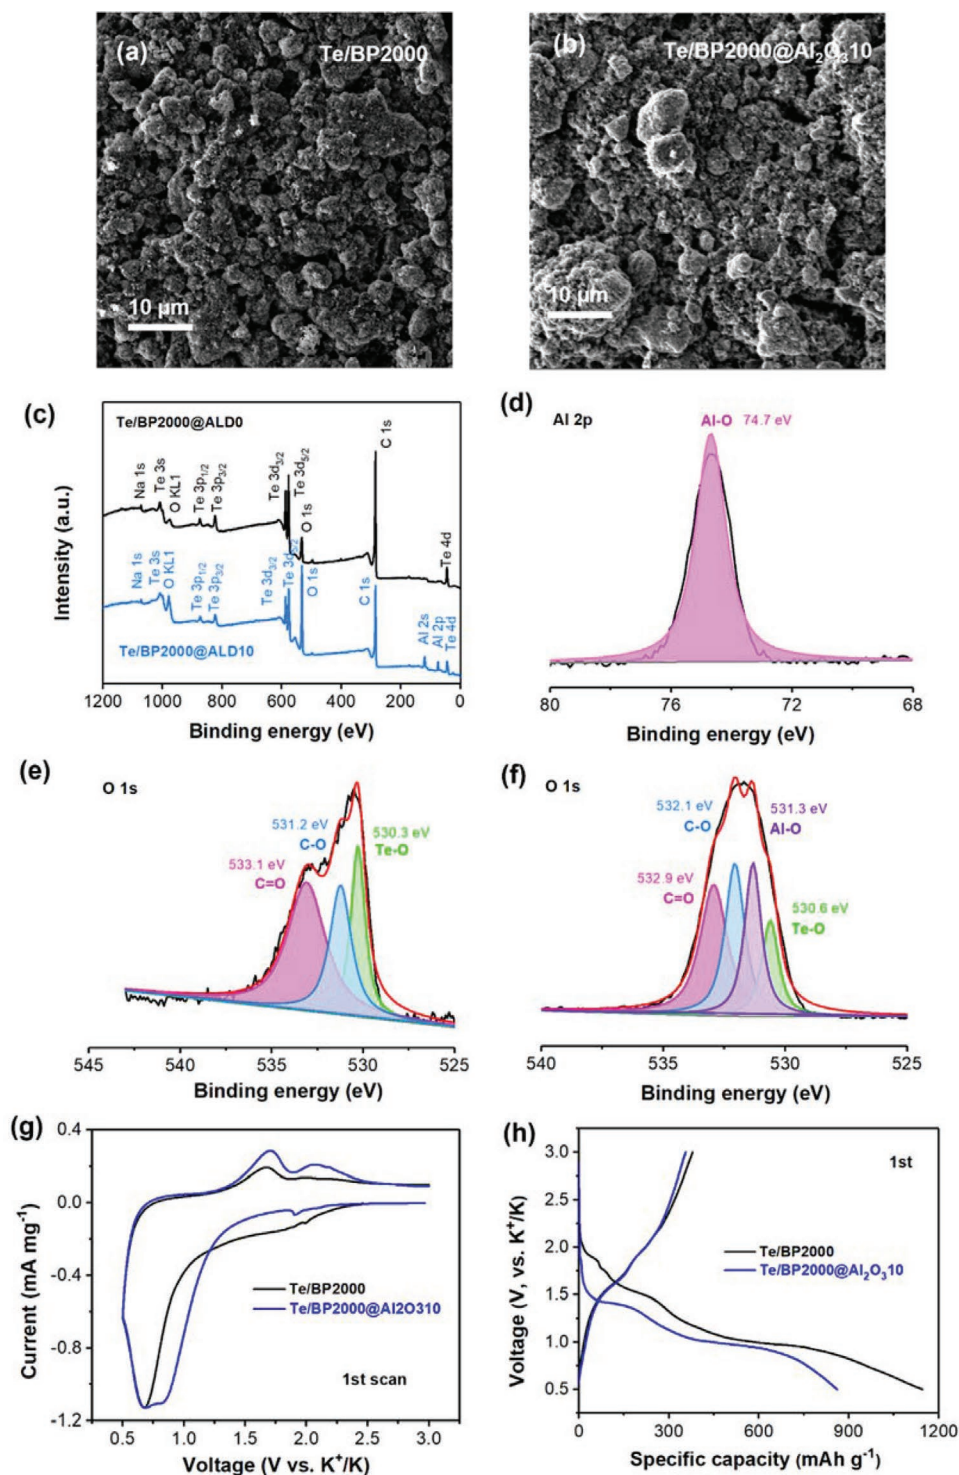 (a)
Te/BP2000
10 µm
(b)
Te/BP2000@Al₂O₃10
10 µm
(c)
Te/BP2000@ALD0
Na 1s
Te 3s
O KL1
Te 3p₁/₂
Te 3p₃/₂
Te 3d₃/₂
Te 3d₅/₂
O 1s
C 1s
Te 4d
Na 1s
Te 3s
O KL1
Te 3p₁/₂
Te 3p₃/₂
Te 3d₃/₂
Te 3d₅/₂
O 1s
C 1s
Al 2s
Al 2p
Te 4d
Te/BP2000@ALD10
Intensity (a.u.)
1200 1000 800 600 400 200 0
Binding energy (eV)
(d)
Al 2p
Al-O 74.7 eV
80 76 72 68
Binding energy (eV)
(e)
O 1s
533.1 eV
C=O
531.2 eV
C-O
530.3 eV
Te-O
545 540 535 530 525
Binding energy (eV)
(f)
O 1s
532.9 eV
C=O
532.1 eV
C-O
531.3 eV
Al-O
530.6 eV
Te-O
540 535 530 525
Binding energy (eV)
(g)
0.4
0.0
-0.4
-0.8
-1.2
Current (mA mg⁻¹)
Te/BP2000
Te/BP2000@Al2O310
1st scan
0.5 1.0 1.5 2.0 2.5 3.0
Voltage (V vs. K⁺/K)
(h)
1st
3.0
2.5
2.0
1.5
1.0
0.5
Voltage (V, vs. K⁺/K)
Te/BP2000
Te/BP2000@Al₂O₃10
0 300 600 900 1200
Specific capacity (mAh g⁻¹)